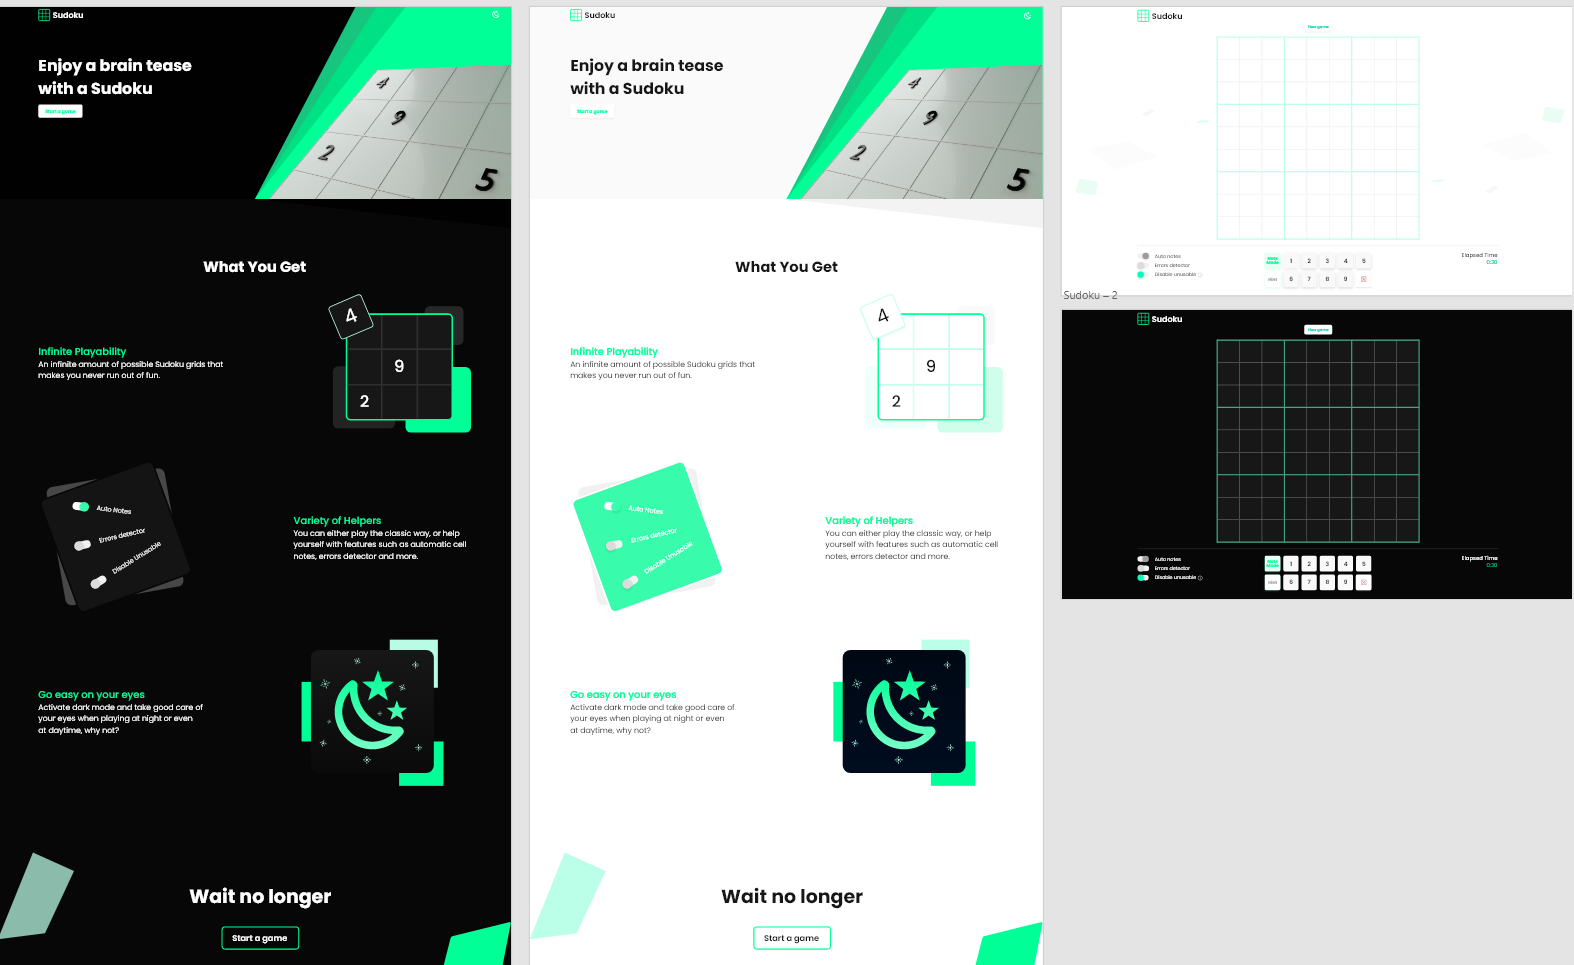 Sudoku
Enjoy a brain tease
with a Sudoku
Start a game
4
9
2
5
What You Get
4
9
2
Infinite Playability
An infinite amount of possible Sudoku grids that
makes you never run out of fun.
Auto Notes
Errors detector
Disable Unusable
Variety of Helpers
You can either play the classic way, or help
yourself with features such as automatic cell
notes, errors detector and more.
Go easy on your eyes
Activate dark mode and take good care of
your eyes when playing at night or even
at daytime, why not?
Wait no longer
Start a game
Sudoku
Enjoy a brain tease
with a Sudoku
Start a game
4
9
2
5
What You Get
4
9
2
Infinite Playability
An infinite amount of possible Sudoku grids that
makes you never run out of fun.
Auto Notes
Errors detector
Disable Unusable
Variety of Helpers
You can either play the classic way, or help
yourself with features such as automatic cell
notes, errors detector and more.
Go easy on your eyes
Activate dark mode and take good care of
your eyes when playing at night or even
at daytime, why not?
Wait no longer
Start a game
Sudoku
New game
Auto notes
Errors detector
Disable unusable
Note
Mode
1 2 3 4 5
Hint
6 7 8 9
Elapsed Time
0:30
Sudoku – 2
Sudoku
New game
Auto notes
Errors detector
Disable unusable
Note
Mode
1 2 3 4 5
Hint
6 7 8 9
Elapsed Time
0:30